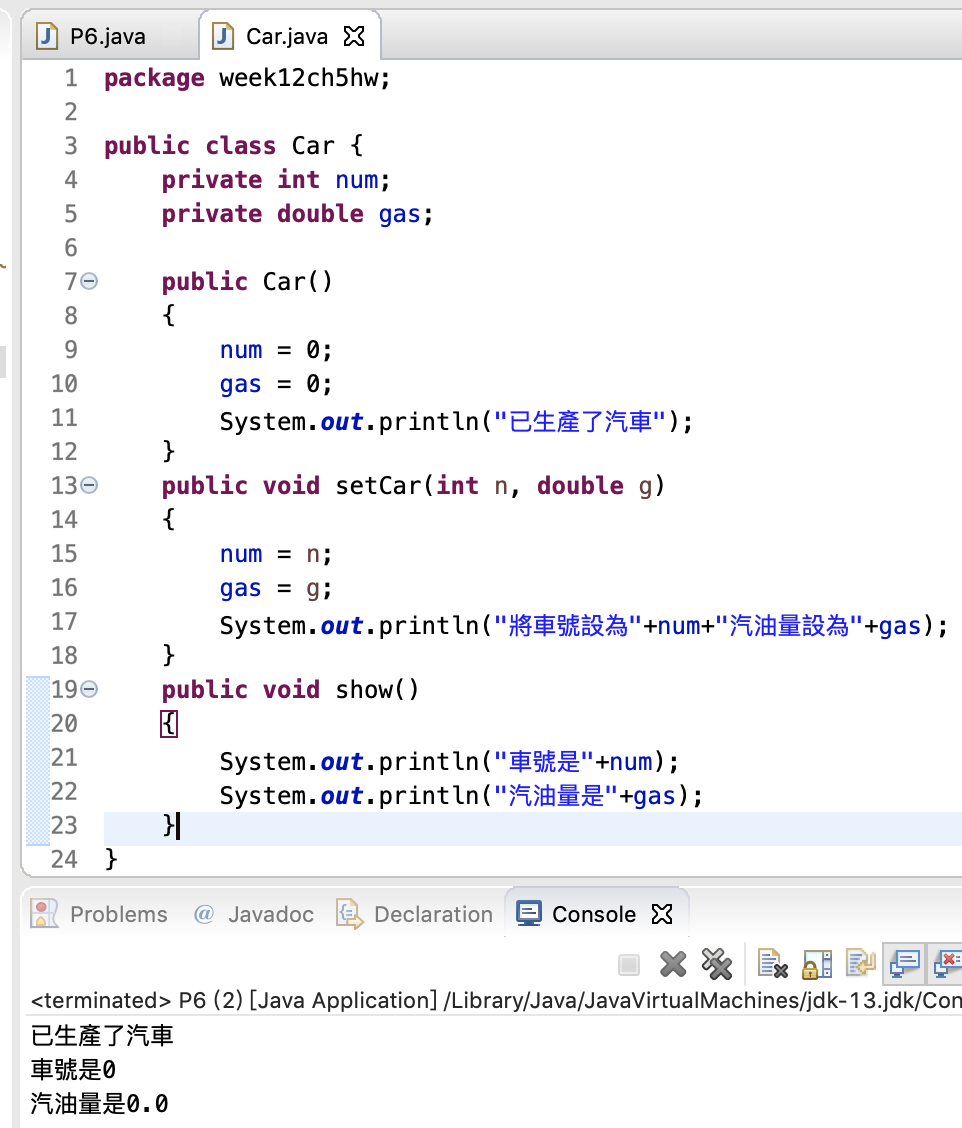 P6.java Car.java
1 package week12ch5hw;
2
3 public class Car {
4 private int num;
5 private double gas;
6
7 public Car()
8 {
9 num = 0;
10 gas = 0;
11 System.out.println("已生產了汽車");
12 }
13 public void setCar(int n, double g)
14 {
15 num = n;
16 gas = g;
17 System.out.println("將車號設為"+num+"汽油量設為"+gas);
18 }
19 public void show()
20 {
21 System.out.println("車號是"+num);
22 System.out.println("汽油量是"+gas);
23 }
24 }
Problems @ Javadoc Declaration Console
<terminated> P6 (2) [Java Application] /Library/Java/JavaVirtualMachines/jdk-13.jdk/Con
已生產了汽車
車號是0
汽油量是0.0